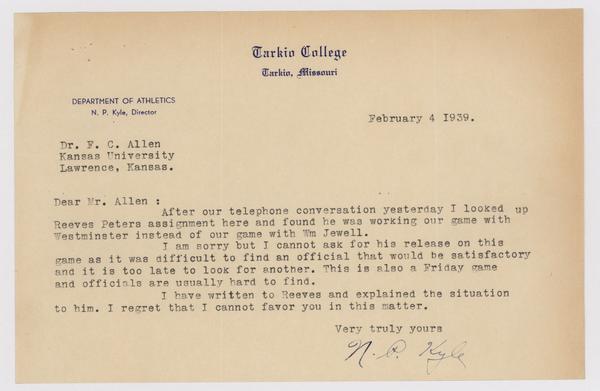 Tarkio College
Tarkio, Missouri
DEPARTMENT OF ATHLETICS
N. P. Kyle, Director
February 4 1939.
Dr. F. C. Allen
Kansas University
Lawrence, Kansas.
Dear Mr. Allen :
After our telephone conversation yesterday I looked up
Reeves Peters assignment here and found he was working our game with
Westminster instead of our game with Wm Jewell.
I am sorry but I cannot ask for his release on this
game as it was difficult to find an official that would be satisfactory
and it is too late to look for another. This is also a Friday game
and officials are usually hard to find.
I have written to Reeves and explained the situation
to him. I regret that I cannot favor you in this matter.
Very truly yours
N. P. Kyle